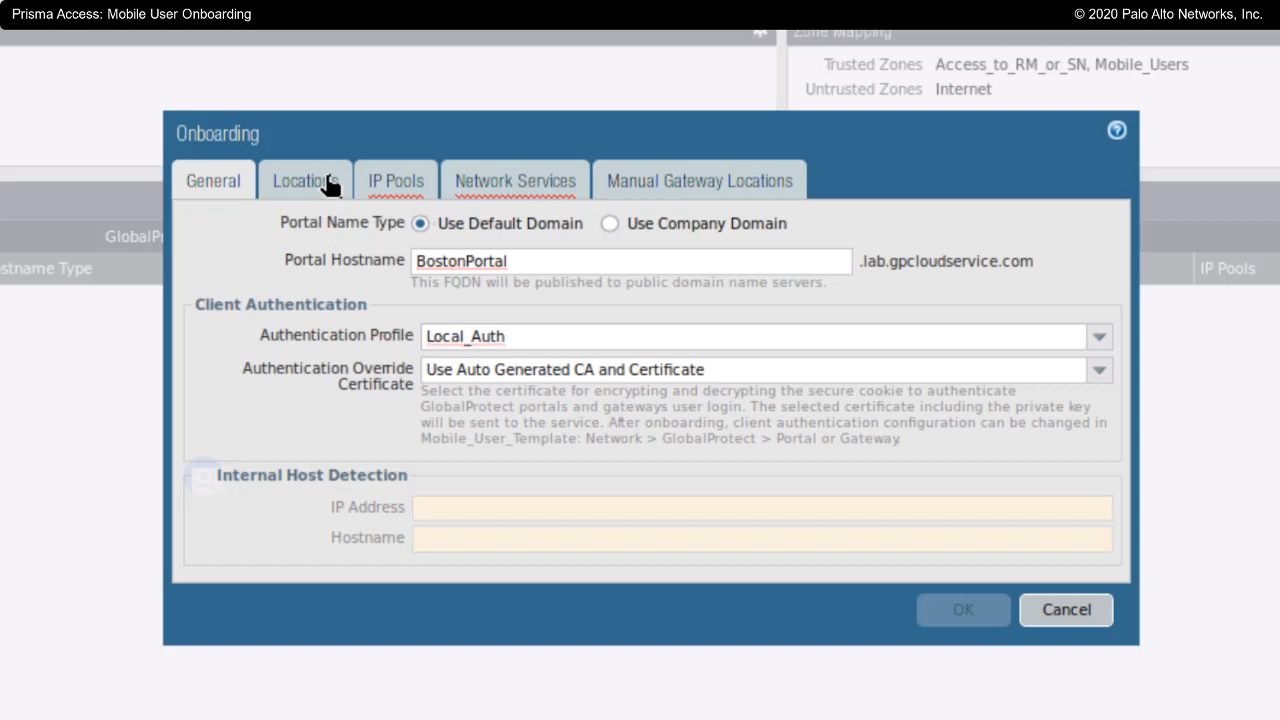 Prisma Access: Mobile User Onboarding
© 2020 Palo Alto Networks, Inc.
Zone Mapping
Trusted Zones Access_to_RM_or_SN, Mobile_Users
Untrusted Zones Internet
Onboarding
General Locations IP Pools Network Services Manual Gateway Locations
Portal Name Type Use Default Domain Use Company Domain
GlobalPr
Portal Hostname BostonPortal .lab.gpcloudservice.com
stname Type
IP Pools
This FQDN will be published to public domain name servers.
Client Authentication
Authentication Profile Local_Auth
Authentication Override Certificate Use Auto Generated CA and Certificate
Select the certificate for encrypting and decrypting the secure cookie to authenticate
GlobalProtect portals and gateways user login. The selected certificate including the private key
will be sent to the service. After onboarding, client authentication configuration can be changed in
Mobile_User_Template: Network > GlobalProtect > Portal or Gateway.
Internal Host Detection
IP Address
Hostname
OK Cancel